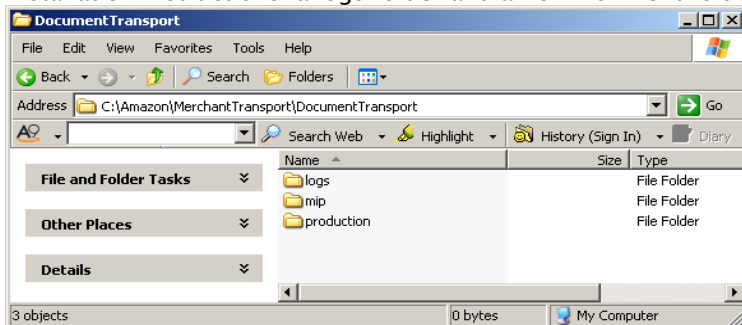 DocumentTransport
File Edit View Favorites Tools Help
Back Search Folders
Address C:\Amazon\MerchantTransport\DocumentTransport Go
A9 Search Web Highlight History (Sign In) Diary
Name Size Type
File and Folder Tasks
logs File Folder
mip File Folder
Other Places
production File Folder
Details
3 objects 0 bytes My Computer